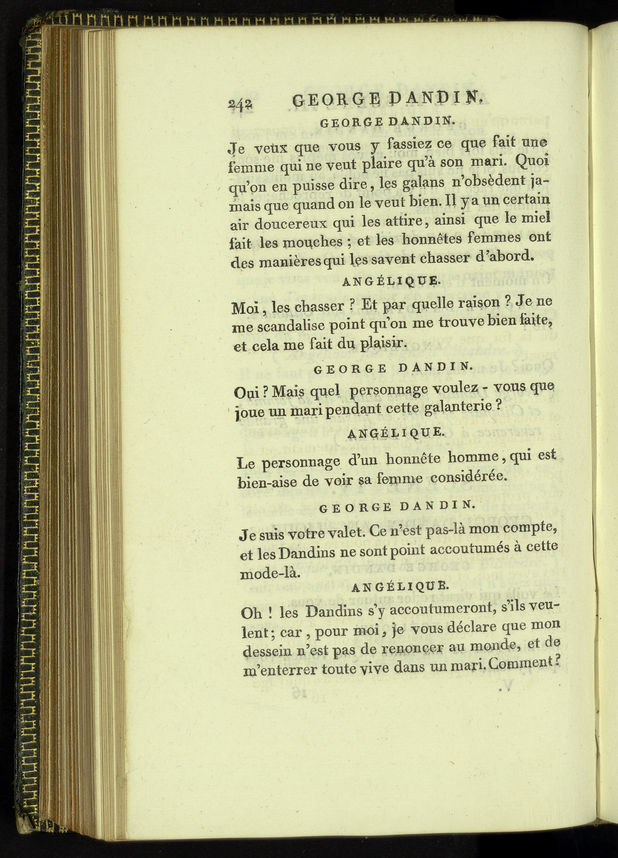 242 GEORGE DANDIN.
GEORGE DANDIN.
Je veux que vous y fassiez ce que fait une
femme qui ne veut plaire qu'à son mari. Quoi
qu'on en puisse dire, les galans n'obsèdent ja-
mais que quand on le veut bien. Il y a un certain
air doucereux qui les attire, ainsi que le miel
fait les mouches ; et les honnêtes femmes ont
des manières qui les savent chasser d'abord.
ANGÉLIQUE.
Moi, les chasser ? Et par quelle raison ? Je ne
me scandalise point qu'on me trouve bien faite,
et cela me fait du plaisir.
GEORGE DANDIN.
Oui ? Mais quel personnage voulez - vous que
joue un mari pendant cette galanterie ?
ANGÉLIQUE.
Le personnage d'un honnête homme, qui est
bien-aise de voir sa femme considérée.
GEORGE DANDIN.
Je suis votre valet. Ce n'est pas-là mon compte,
et les Dandins ne sont point accoutumés à cette
mode-là.
ANGÉLIQUE.
Oh ! les Dandins s'y accoutumeront, s'ils veu-
lent ; car, pour moi, je vous déclare que mon
dessein n'est pas de renoncer au monde, et de
m'enterrer toute vive dans un mari. Comment ?